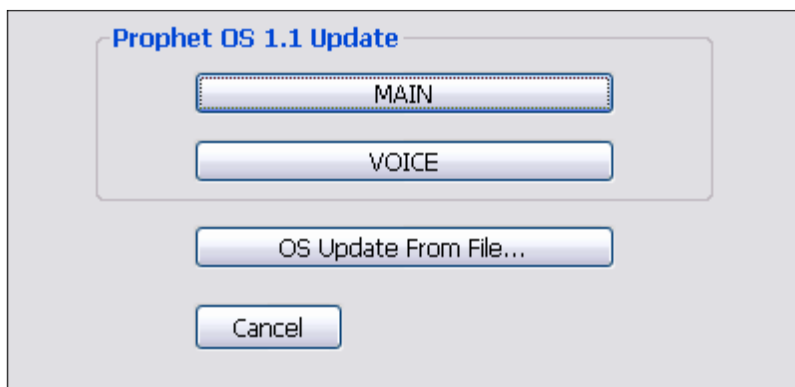 Prophet OS 1.1 Update
MAIN
VOICE
OS Update From File...
Cancel